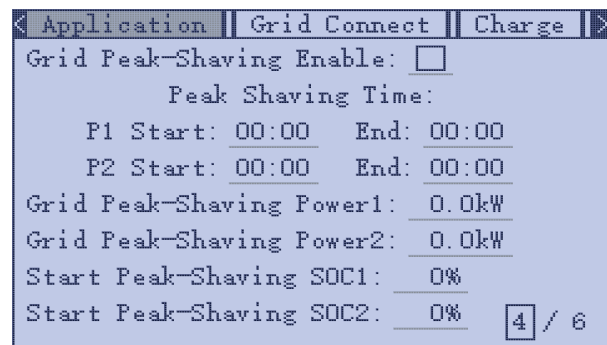 Application Grid Connect Charge
Grid Peak-Shaving Enable:
Peak Shaving Time:
P1 Start: 00:00 End: 00:00
P2 Start: 00:00 End: 00:00
Grid Peak-Shaving Power1: 0.0kW
Grid Peak-Shaving Power2: 0.0kW
Start Peak-Shaving SOC1: 0%
Start Peak-Shaving SOC2: 0%
4 / 6